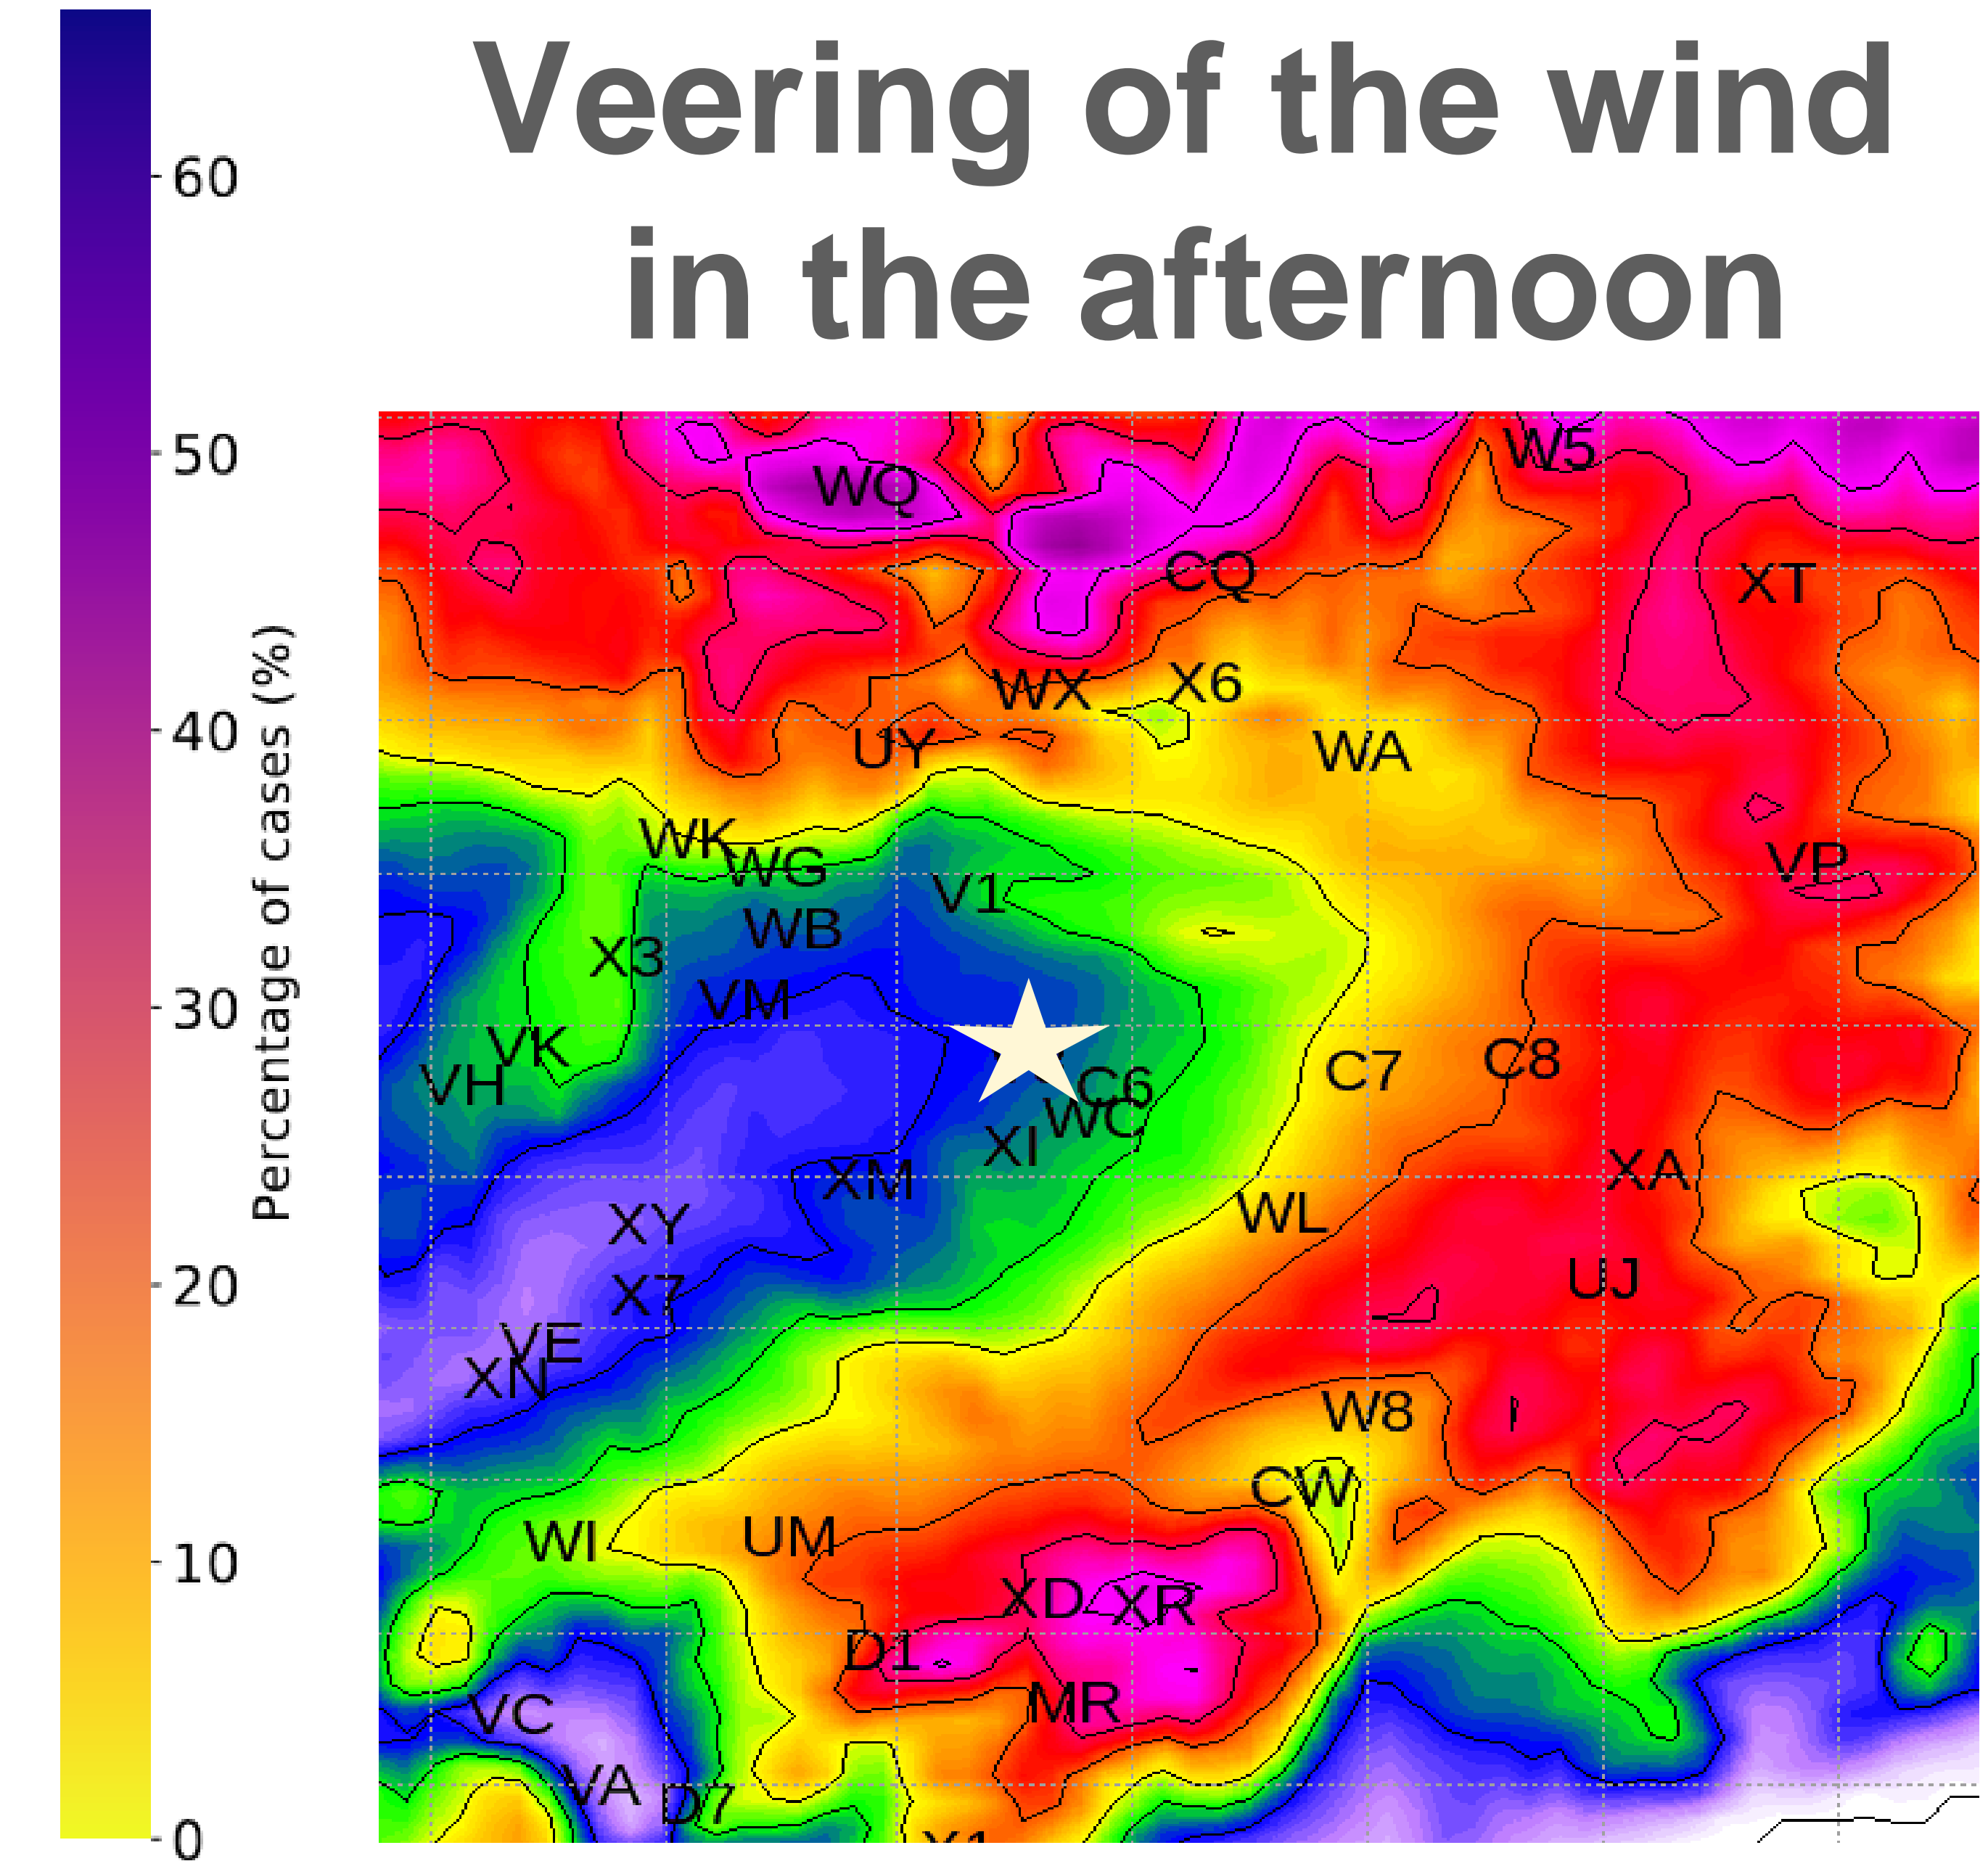 Veering of the wind
in the afternoon
60
50
40
30
20
10
0
Percentage of cases (%)
W5
WQ
CQ
XT
WX
X6
UY
WA
WK
WG
VP
V1
WB
X3
VM
VK
VH
C6
C7
C8
WC
XI
XM
XA
XY
WL
X7
UJ
VE
XN
W8
CW
WI
UM
XD
XR
D1
MR
VC
VA
D7
X1